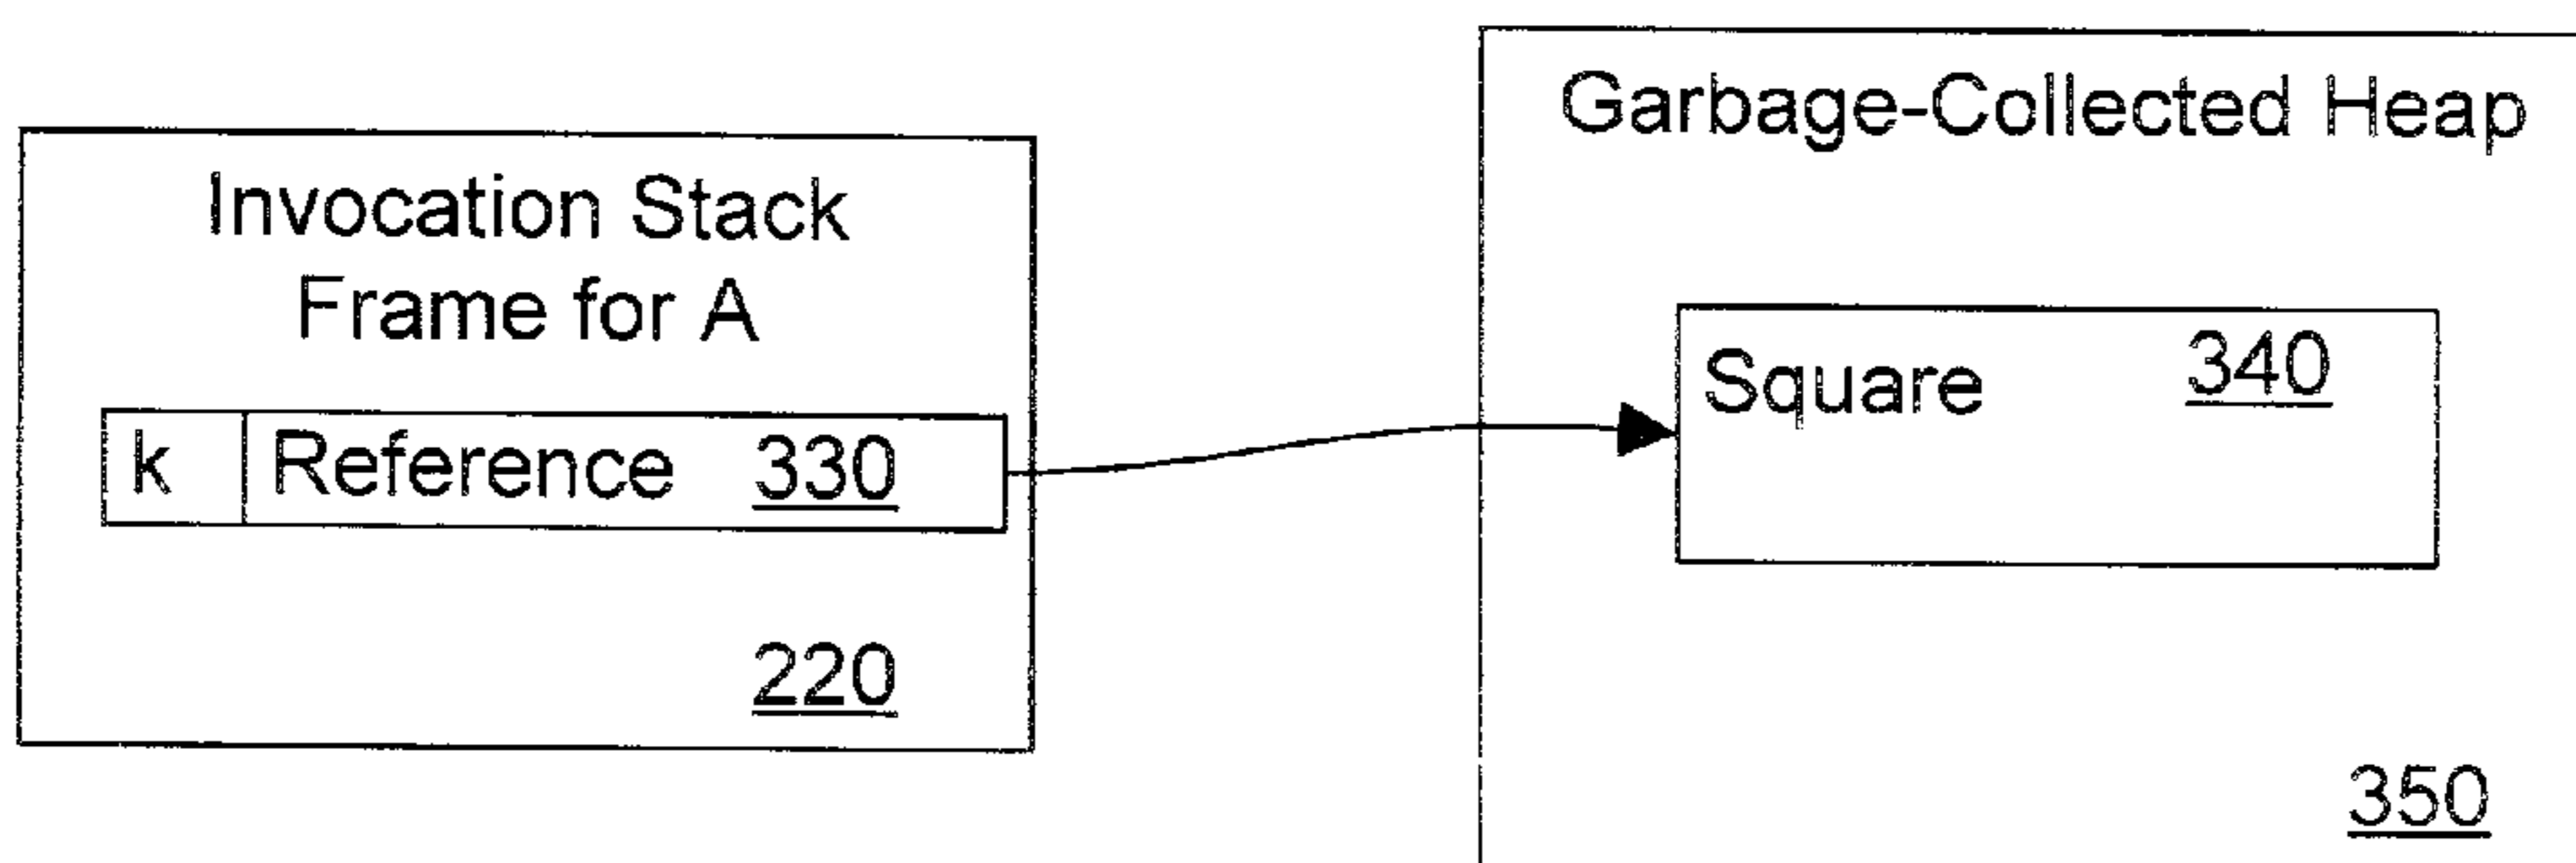 Invocation Stack
Frame for A
k Reference 330
220
Garbage-Collected Heap
Square 340
350